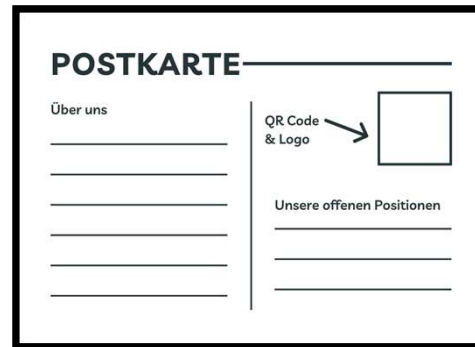 POSTKARTE
Über uns
QR Code
& Logo
Unsere offenen Positionen